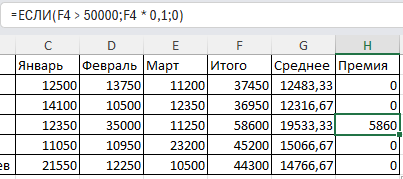 =ЕСЛИ(F4 > 50000;F4 * 0,1;0)
C D E F G H
Январь Февраль Март Итого Среднее Премия
12500 13750 11200 37450 12483,33 0
14100 10500 12350 36950 12316,67 0
12350 35000 11250 58600 19533,33 5860
11050 10950 23200 45200 15066,67 0
ев 21550 12250 10500 44300 14766,67 0